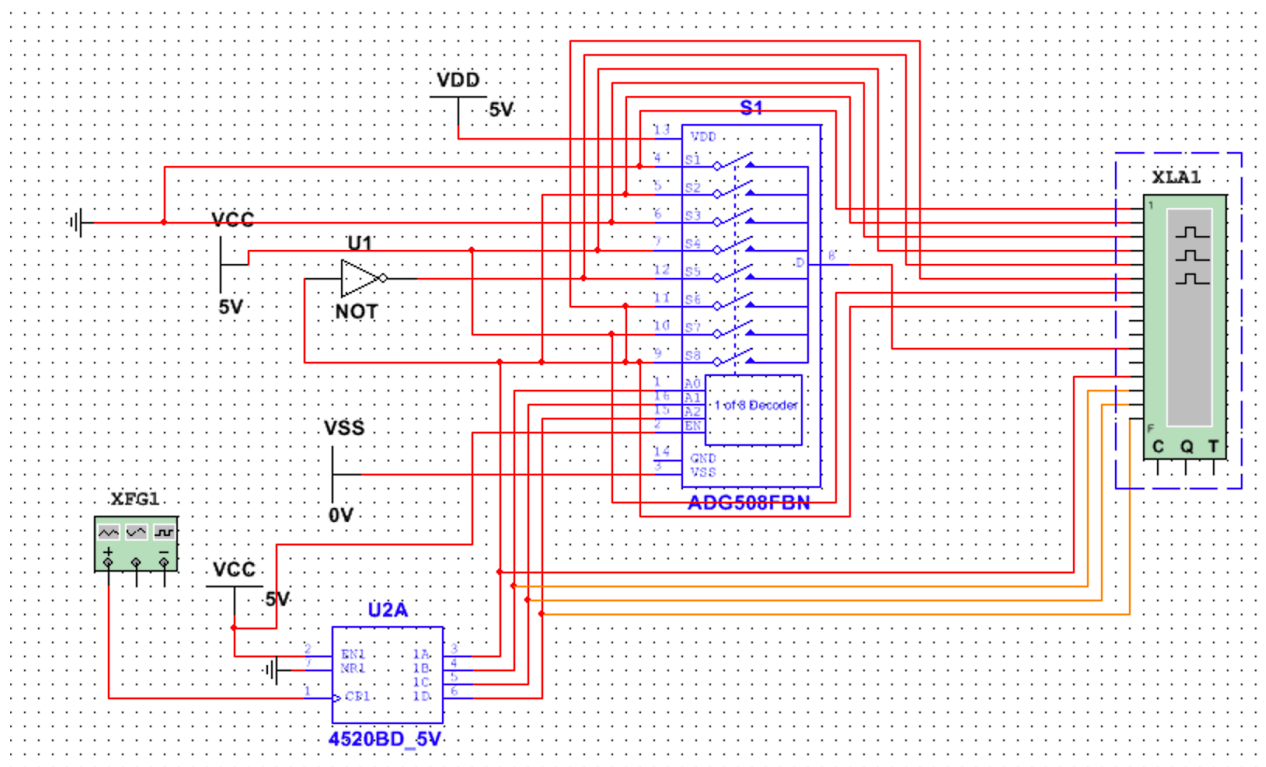 VDD
5V
S1
13 VDD
4 S1
5 S2
6 S3
7 S4
12 S5
11 S6
10 S7
9 S8
D 8
1 A0
16 A1
15 A2
2 EN
1 of 8 Decoder
14 GND
3 VSS
ADG508FBN
VCC
5V
U1
NOT
XLA1
1
F
C Q T
VSS
0V
XFG1
+ −
VCC
5V
U2A
2 EN1 1A 3
7 MR1 1B 4
1C 5
1 CP1 1D 6
4520BD_5V